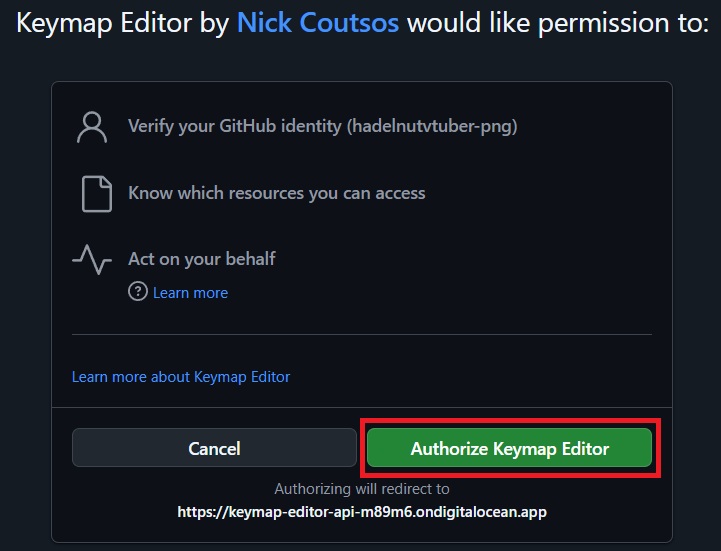 Keymap Editor by Nick Coutsos would like permission to:
Verify your GitHub identity (hadelnutvtuber-png)
Know which resources you can access
Act on your behalf
? Learn more
Learn more about Keymap Editor
Cancel
Authorize Keymap Editor
Authorizing will redirect to
https://keymap-editor-api-m89m6.ondigitalocean.app